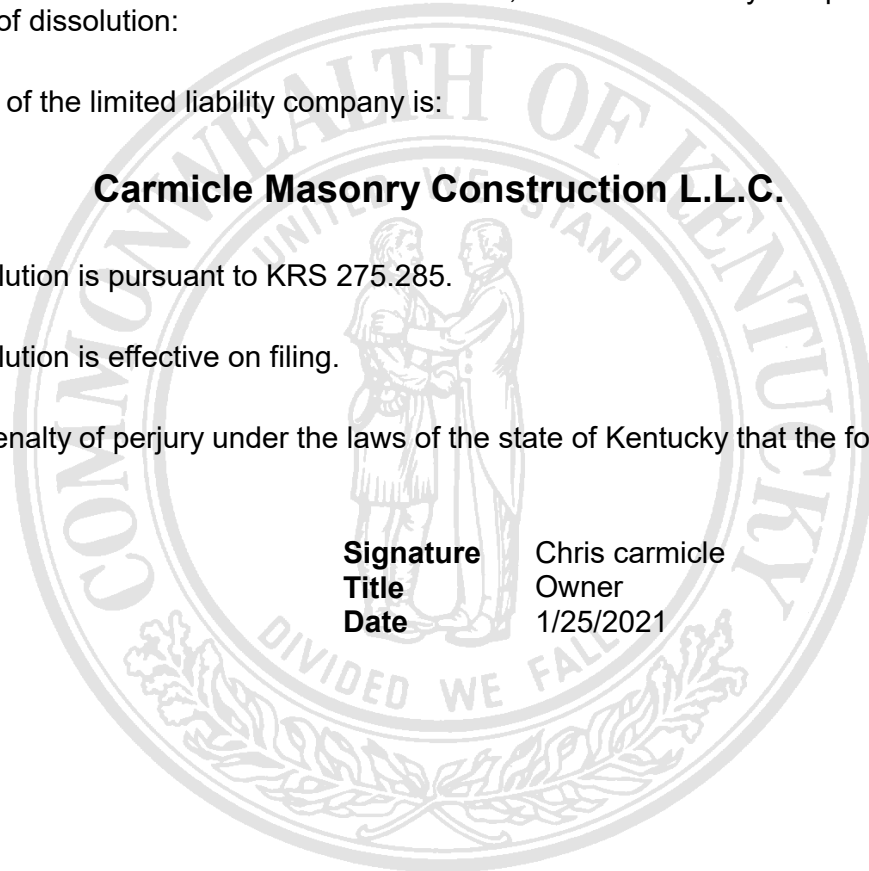 of dissolution:
of the limited liability company is:
Carmicle Masonry Construction L.L.C.
lution is pursuant to KRS 275.285.
lution is effective on filing.
enalty of perjury under the laws of the state of Kentucky that the fo
Signature Chris carmicle
Title Owner
Date 1/25/2021
COMMONWEALTH OF KENTUCKY
UNITED WE STAND
DIVIDED WE FALL